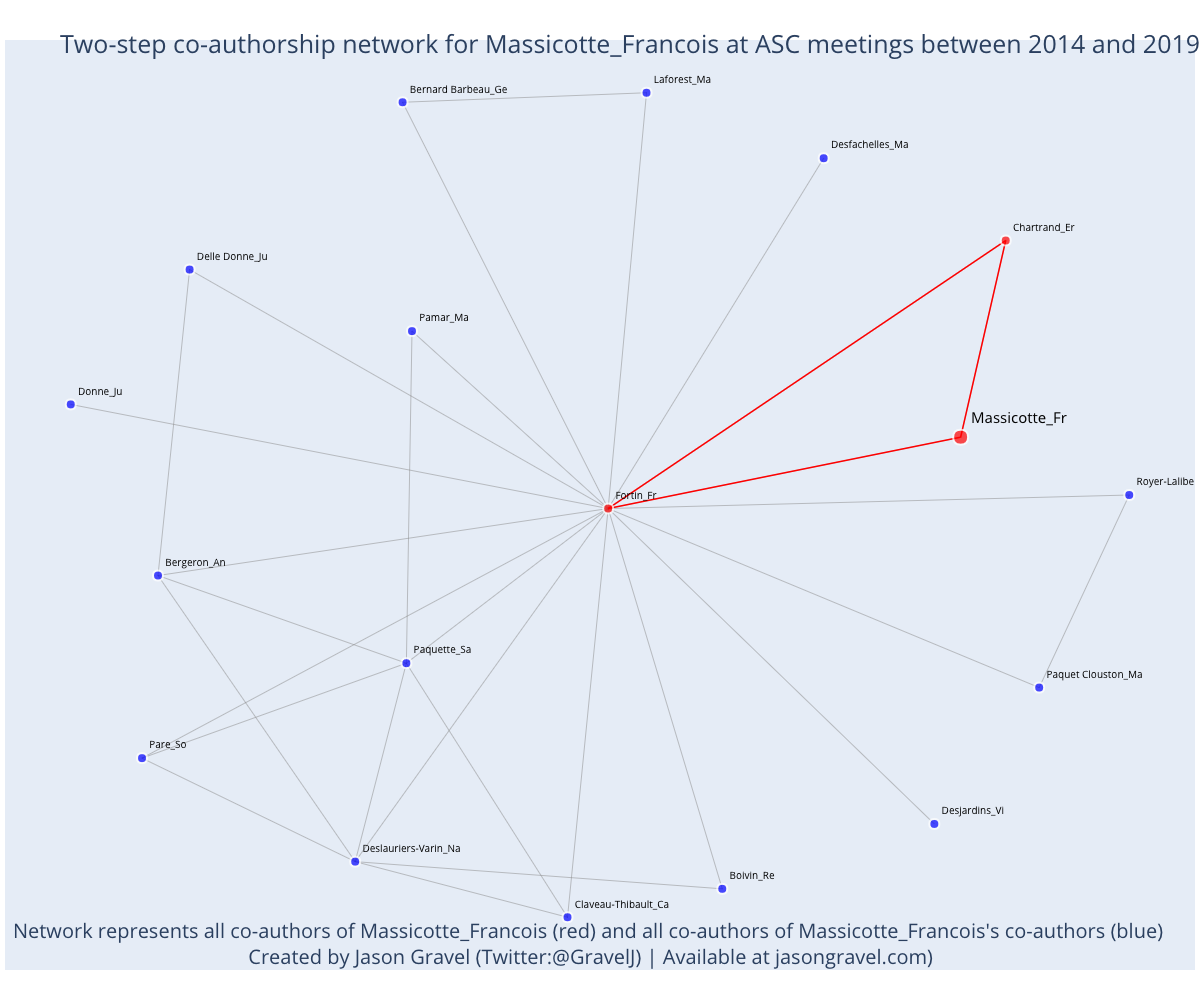 Two-step co-authorship network for Massicotte_Francois at ASC meetings between 2014 and 2019
Laforest_Ma
Bernard Barbeau_Ge
Desfachelles_Ma
Chartrand_Er
Delle Donne_Ju
Pamar_Ma
Donne_Ju
Massicotte_Fr
Royer-Lalibe
Fortin_Fr
Bergeron_An
Paquette_Sa
Paquet Clouston_Ma
Pare_So
Desjardins_Vi
Deslauriers-Varin_Na
Boivin_Re
Claveau-Thibault_Ca
Network represents all co-authors of Massicotte_Francois (red) and all co-authors of Massicotte_Francois's co-authors (blue)
Created by Jason Gravel (Twitter:@GravelJ) | Available at jasongravel.com)